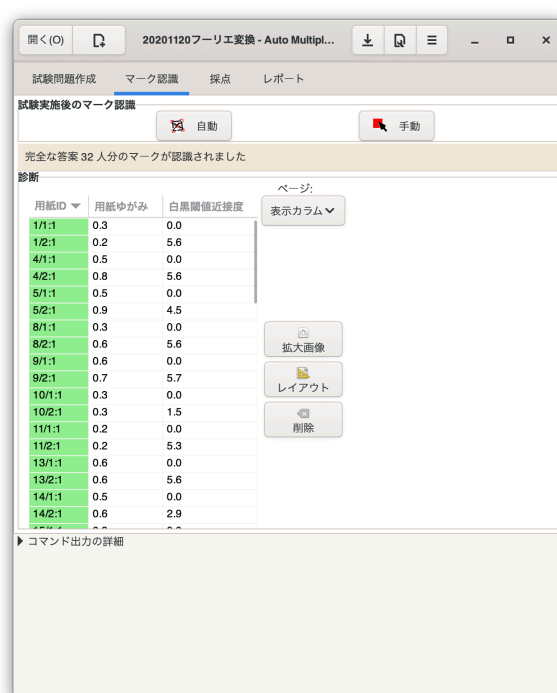 開く(O) 20201120フーリエ変換 - Auto Multipl...
試験問題作成 マーク認識 採点 レポート
試験実施後のマーク認識
自動 手動
完全な答案 32 人分のマークが認識されました
診断
ページ:
用紙ID 用紙ゆがみ 白黒閾値近接度 表示カラム
1/1:1 0.3 0.0
1/2:1 0.2 5.6
4/1:1 0.5 0.0
4/2:1 0.8 5.6
5/1:1 0.5 0.0
5/2:1 0.9 4.5
8/1:1 0.3 0.0
8/2:1 0.6 5.6
9/1:1 0.6 0.0
9/2:1 0.7 5.7
10/1:1 0.3 0.0
10/2:1 0.3 1.5
11/1:1 0.2 0.0
11/2:1 0.2 5.3
13/1:1 0.6 0.0
13/2:1 0.6 5.6
14/1:1 0.5 0.0
14/2:1 0.6 2.9
拡大画像
レイアウト
削除
コマンド出力の詳細